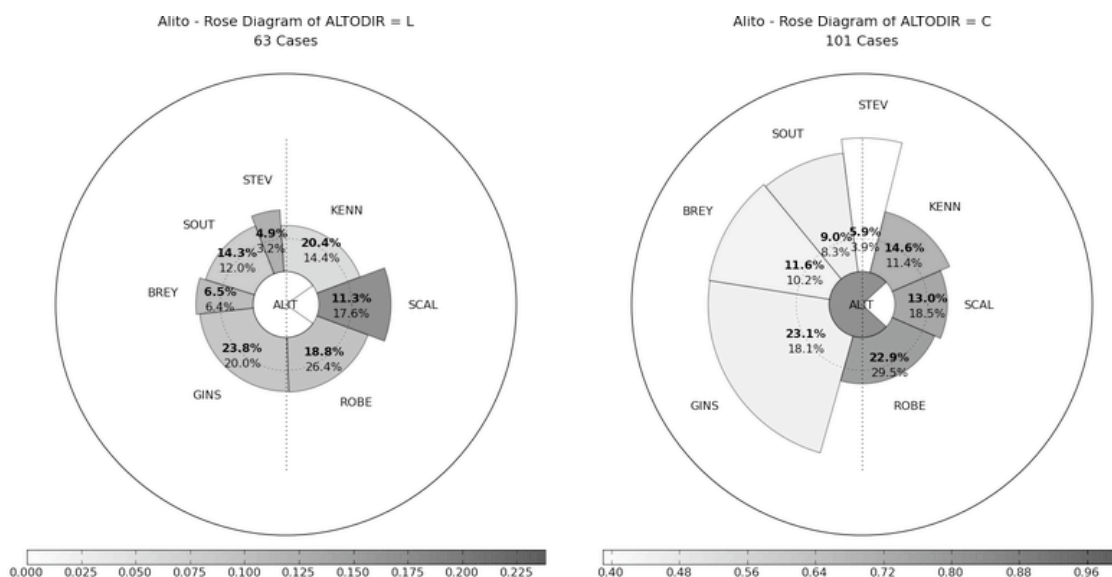 Alito - Rose Diagram of ALTODIR = L
63 Cases
STEV
KENN
SOUT
4.9%
3.2%
20.4%
14.4%
14.3%
12.0%
BREY
6.5%
6.4%
ALIT
11.3%
17.6%
SCAL
23.8%
20.0%
18.8%
26.4%
GINS
ROBE
0.000 0.025 0.050 0.075 0.100 0.125 0.150 0.175 0.200 0.225
Alito - Rose Diagram of ALTODIR = C
101 Cases
STEV
SOUT
BREY
KENN
9.0%
8.3%
5.9%
3.9%
14.6%
11.4%
11.6%
10.2%
ALIT
13.0%
18.5%
SCAL
23.1%
18.1%
22.9%
29.5%
GINS
ROBE
0.40 0.48 0.56 0.64 0.72 0.80 0.88 0.96